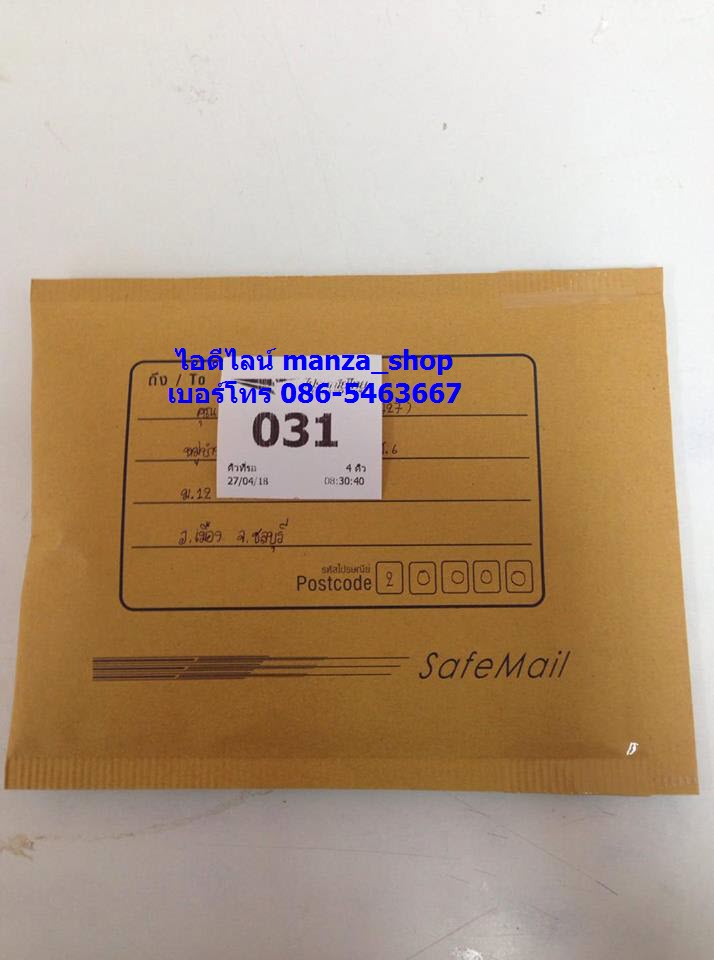 ไอดีไลน์ manza_shop
ถึง / To
เบอร์โทร 086-5463667
คุณ
031
ม.12
คิวที่รอ 4 คิว
27/04/18 08:30:40
อ.เมือง จ.ชลบุรี
รหัสไปรษณีย์
Postcode 20000
SafeMail